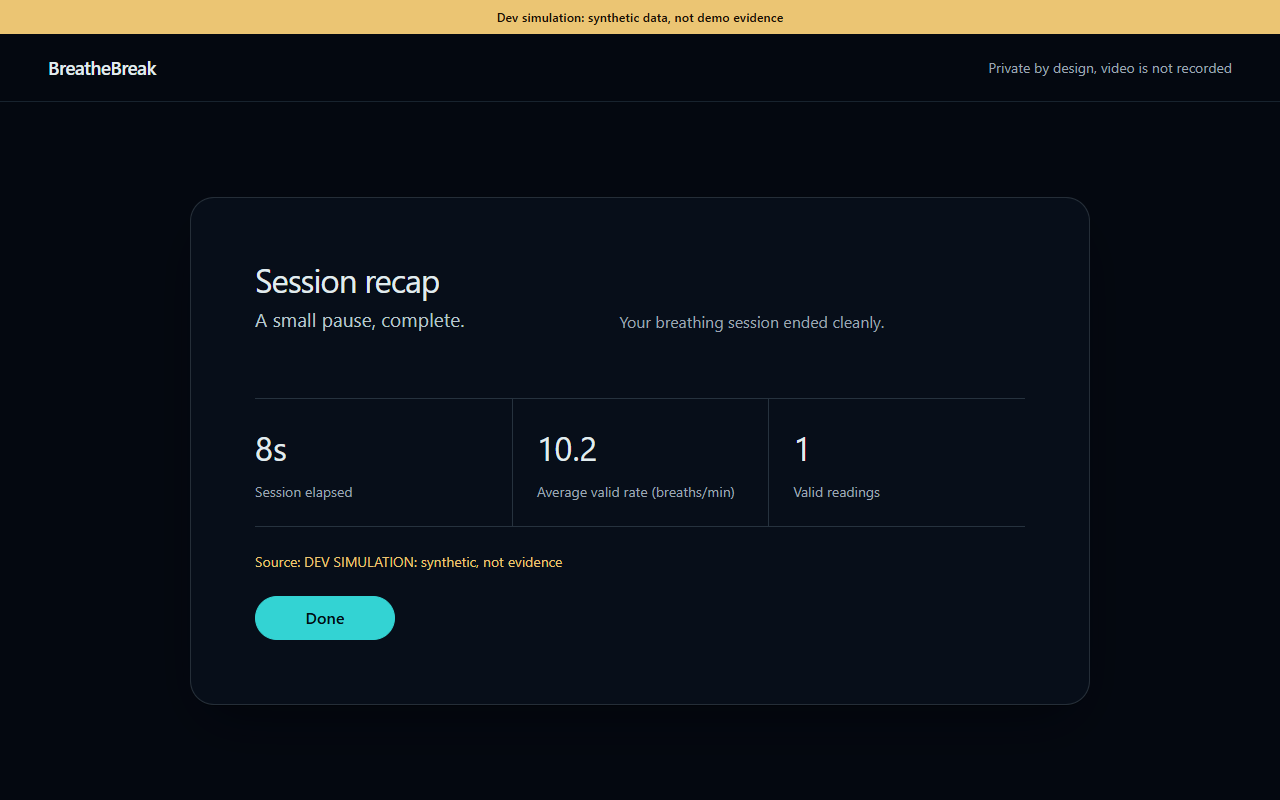 Dev simulation: synthetic data, not demo evidence
BreatheBreak
Private by design, video is not recorded
Session recap
A small pause, complete.
Your breathing session ended cleanly.
8s
Session elapsed
10.2
Average valid rate (breaths/min)
1
Valid readings
Source: DEV SIMULATION: synthetic, not evidence
Done